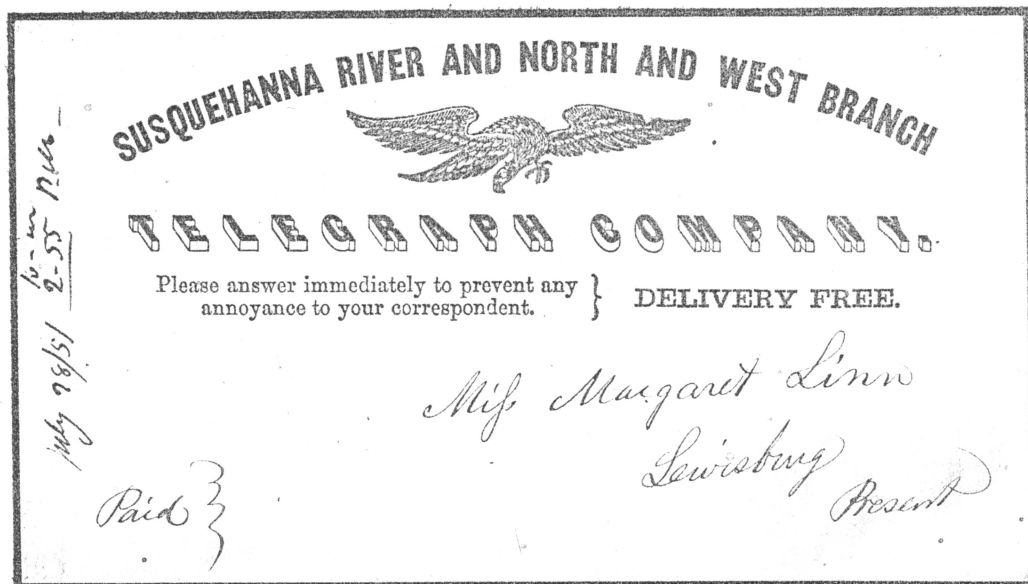 SUSQUEHANNA RIVER AND NORTH AND WEST BRANCH
TELEGRAPH COMPANY.
Please answer immediately to prevent any
annoyance to your correspondent.
} DELIVERY FREE.
Miſs Margaret Linn
Lewisburg
Present
Paid
July 28/51
2-55